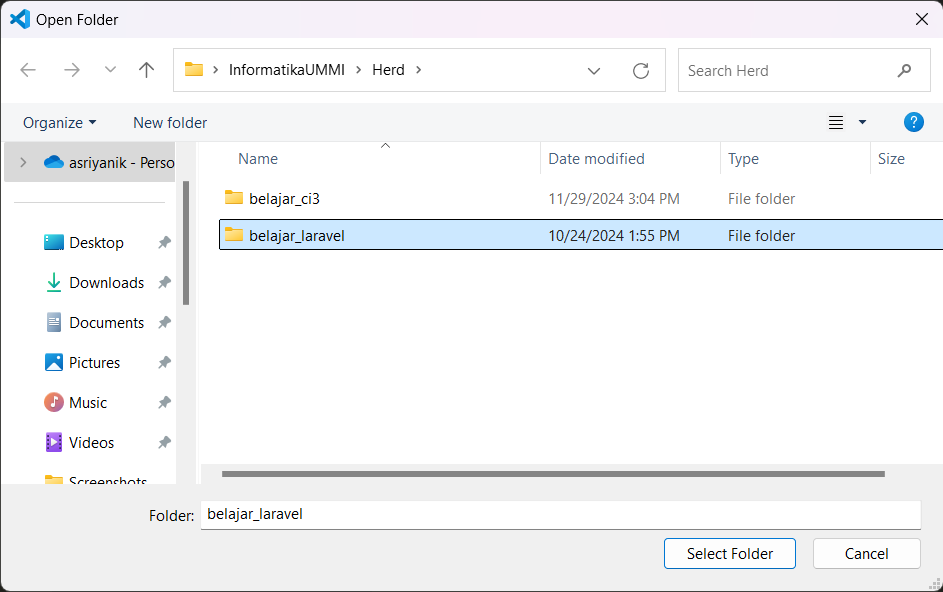 Open Folder
InformatikaUMMI > Herd >
Search Herd
Organize
New folder
?
asriyanik - Perso
Desktop
Downloads
Documents
Pictures
Music
Videos
Screenshots
Name Date modified Type Size
belajar_ci3 11/29/2024 3:04 PM File folder
belajar_laravel 10/24/2024 1:55 PM File folder
Folder: belajar_laravel
Select Folder
Cancel